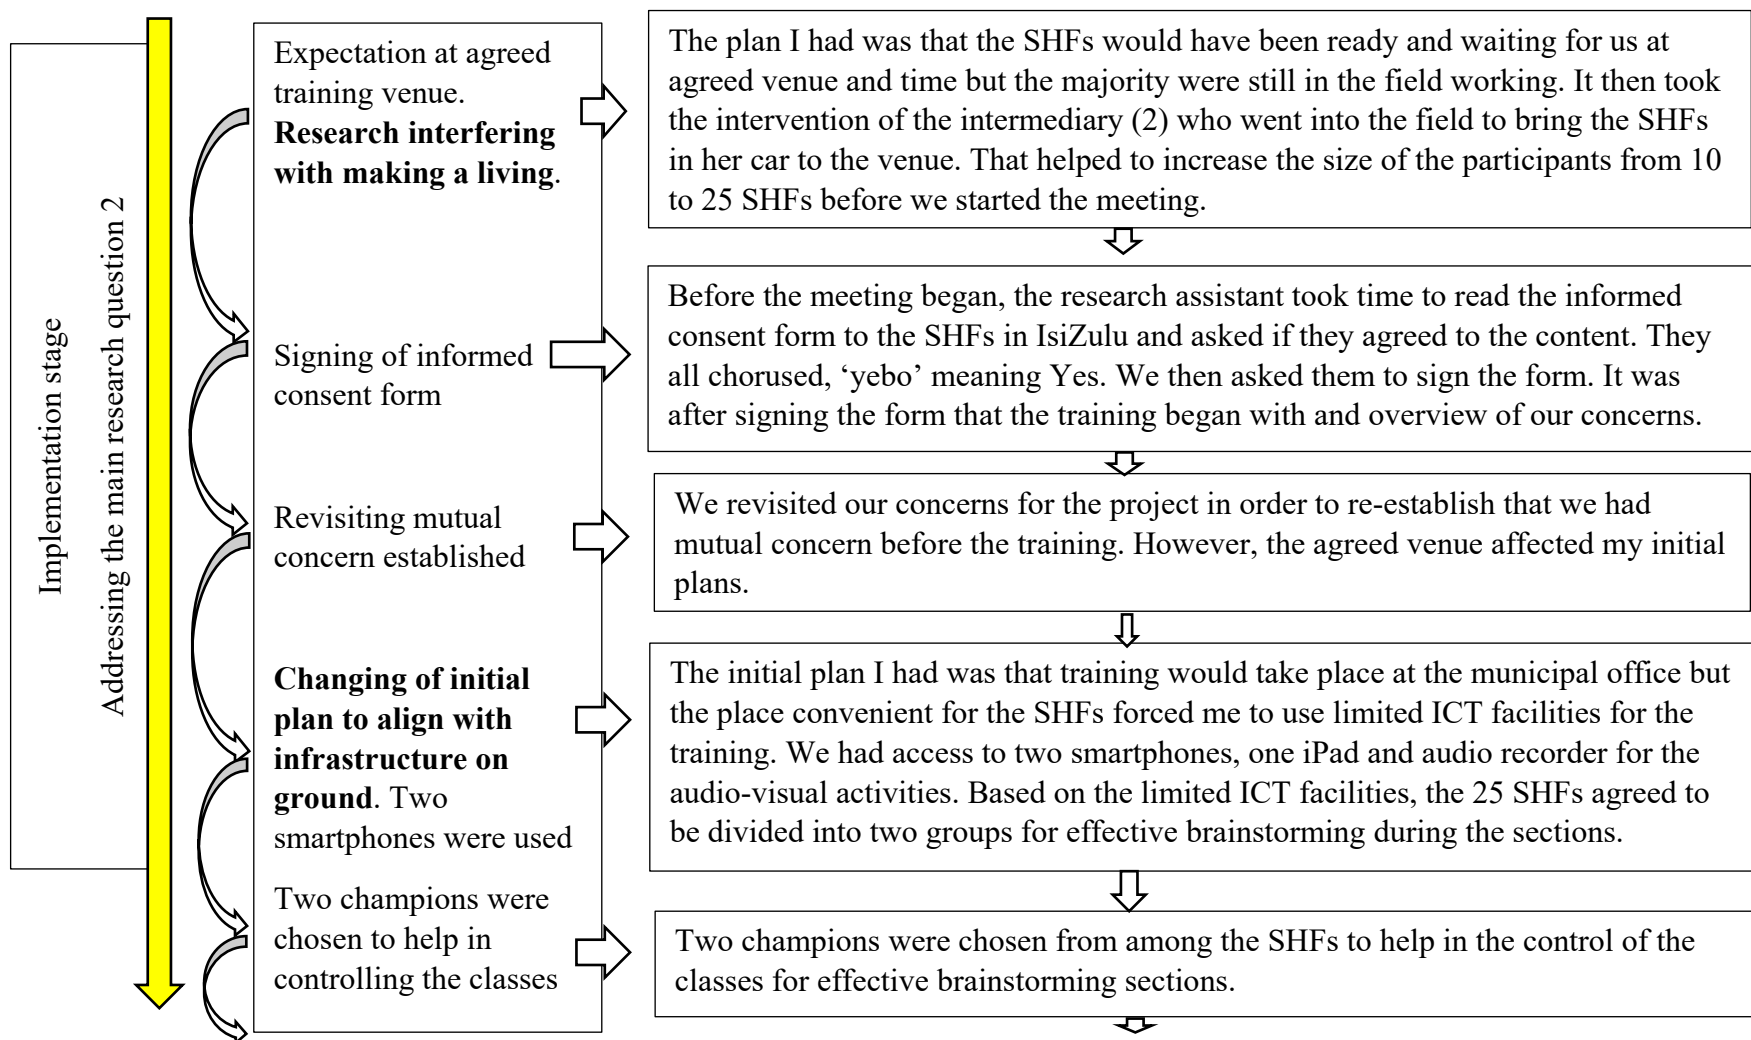 Implementation stage
Addressing the main research question 2
Expectation at agreed
training venue.
Research interfering
with making a living.
The plan I had was that the SHFs would have been ready and waiting for us at
agreed venue and time but the majority were still in the field working. It then took
the intervention of the intermediary (2) who went into the field to bring the SHFs
in her car to the venue. That helped to increase the size of the participants from 10
to 25 SHFs before we started the meeting.
Signing of informed
consent form
Before the meeting began, the research assistant took time to read the informed
consent form to the SHFs in IsiZulu and asked if they agreed to the content. They
all chorused, ‘yebo’ meaning Yes. We then asked them to sign the form. It was
after signing the form that the training began with and overview of our concerns.
Revisiting mutual
concern established
We revisited our concerns for the project in order to re-establish that we had
mutual concern before the training. However, the agreed venue affected my initial
plans.
Changing of initial
plan to align with
infrastructure on
ground. Two
smartphones were used
The initial plan I had was that training would take place at the municipal office but
the place convenient for the SHFs forced me to use limited ICT facilities for the
training. We had access to two smartphones, one iPad and audio recorder for the
audio-visual activities. Based on the limited ICT facilities, the 25 SHFs agreed to
be divided into two groups for effective brainstorming during the sections.
Two champions were
chosen to help in
controlling the classes
Two champions were chosen from among the SHFs to help in the control of the
classes for effective brainstorming sections.